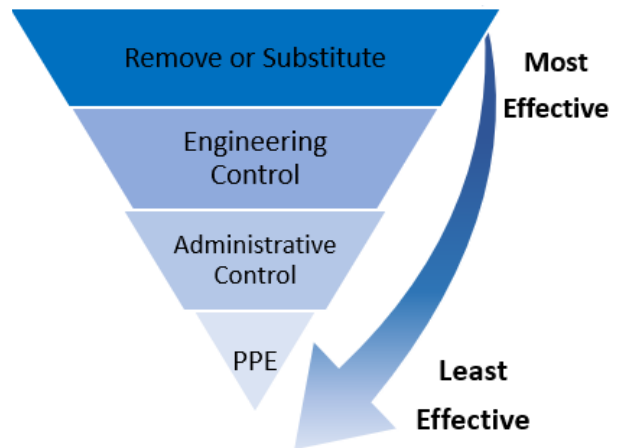 Remove or Substitute
Most
Effective
Engineering
Control
Administrative
Control
PPE
Least
Effective